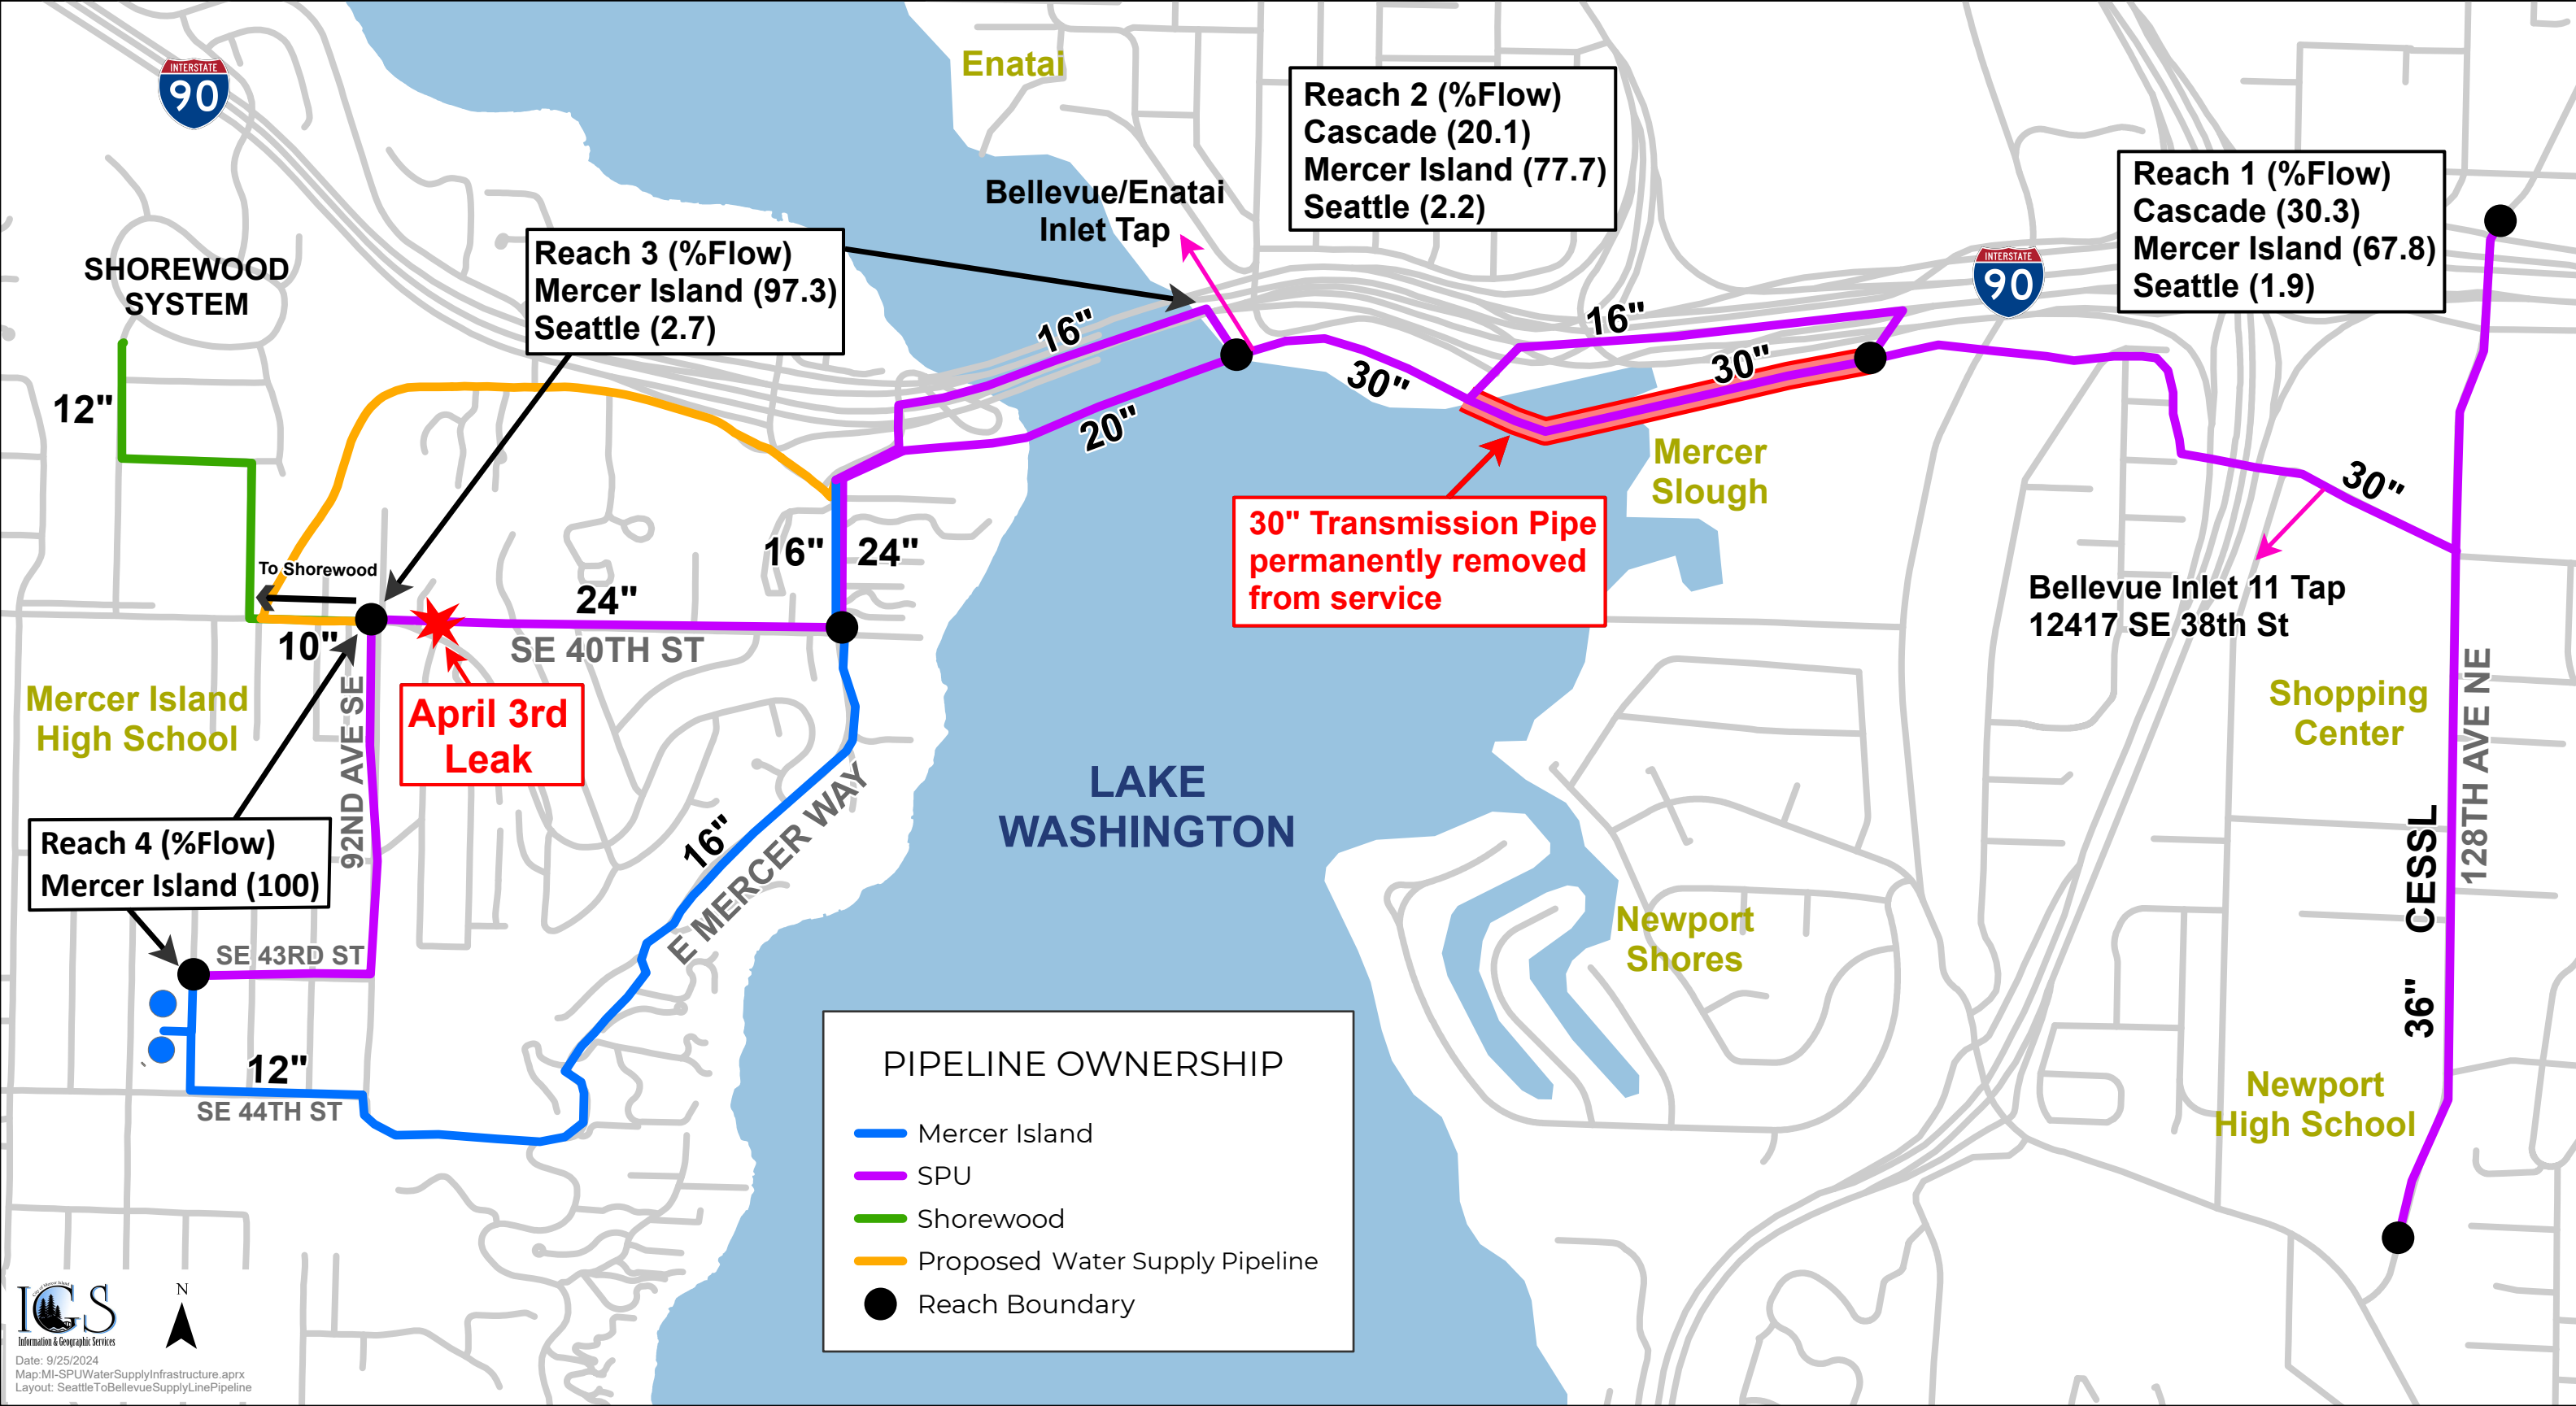 INTERSTATE
90
Enatai
Reach 2 (%Flow)
Cascade (20.1)
Mercer Island (77.7)
Seattle (2.2)
Reach 1 (%Flow)
Cascade (30.3)
Mercer Island (67.8)
Seattle (1.9)
Bellevue/Enatai
Inlet Tap
SHOREWOOD
SYSTEM
Reach 3 (%Flow)
Mercer Island (97.3)
Seattle (2.7)
INTERSTATE
90
16"
16"
30"
30"
12"
20"
Mercer
Slough
30"
30" Transmission Pipe
permanently removed
from service
16"
24"
To Shorewood
24"
10"
SE 40TH ST
Bellevue Inlet 11 Tap
12417 SE 38th St
Mercer Island
High School
92ND AVE SE
April 3rd
Leak
Shopping
Center
128TH AVE NE
LAKE
WASHINGTON
Reach 4 (%Flow)
Mercer Island (100)
16"
E MERCER WAY
CESSL
36"
Newport
Shores
SE 43RD ST
12"
SE 44TH ST
Newport
High School
PIPELINE OWNERSHIP
Mercer Island
SPU
Shorewood
Proposed Water Supply Pipeline
Reach Boundary
N
IGS
Information & Geographic Services
Date: 9/25/2024
Map:MI-SPUWaterSupplyInfrastructure.aprx
Layout: SeattleToBellevueSupplyLinePipeline